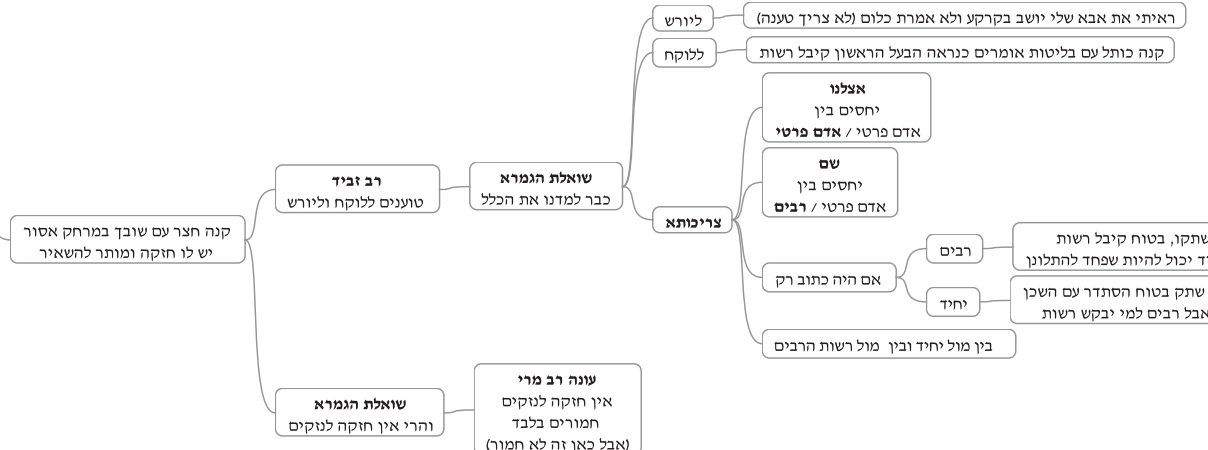 קנה חצר עם שובך במרחק אסור
יש לו חזקה ומותר להשאיר
רב זביד
טוענים ללוקח וליורש
שואלת הגמרא
כבר למדנו את הכלל
ליורש
ראיתי את אבא שלי יושב בקרקע ולא אמרת כלום (לא צריך טענה)
ללוקח
קנה כותל עם בליטות אומרים כנראה הבעל הראשון קיבל רשות
צריכותא
אצלנו
יחסים בין
אדם פרטי / אדם פרטי
שם
יחסים בין
אדם פרטי / רבים
אם היה כתוב רק
רבים
שתקו, בטוח קיבל רשות
יכול להיות שפחד להתלונן
יחיד
שתק בטוח הסתדר עם השכן
אבל רבים למי יבקש רשות
בין מול יחיד ובין מול רשות הרבים
שואלת הגמרא
והרי אין חזקה לנזקים
עונה רב מרי
אין חזקה לנזקים
חמורים בלבד
(אבל כאן זה לא חמור)